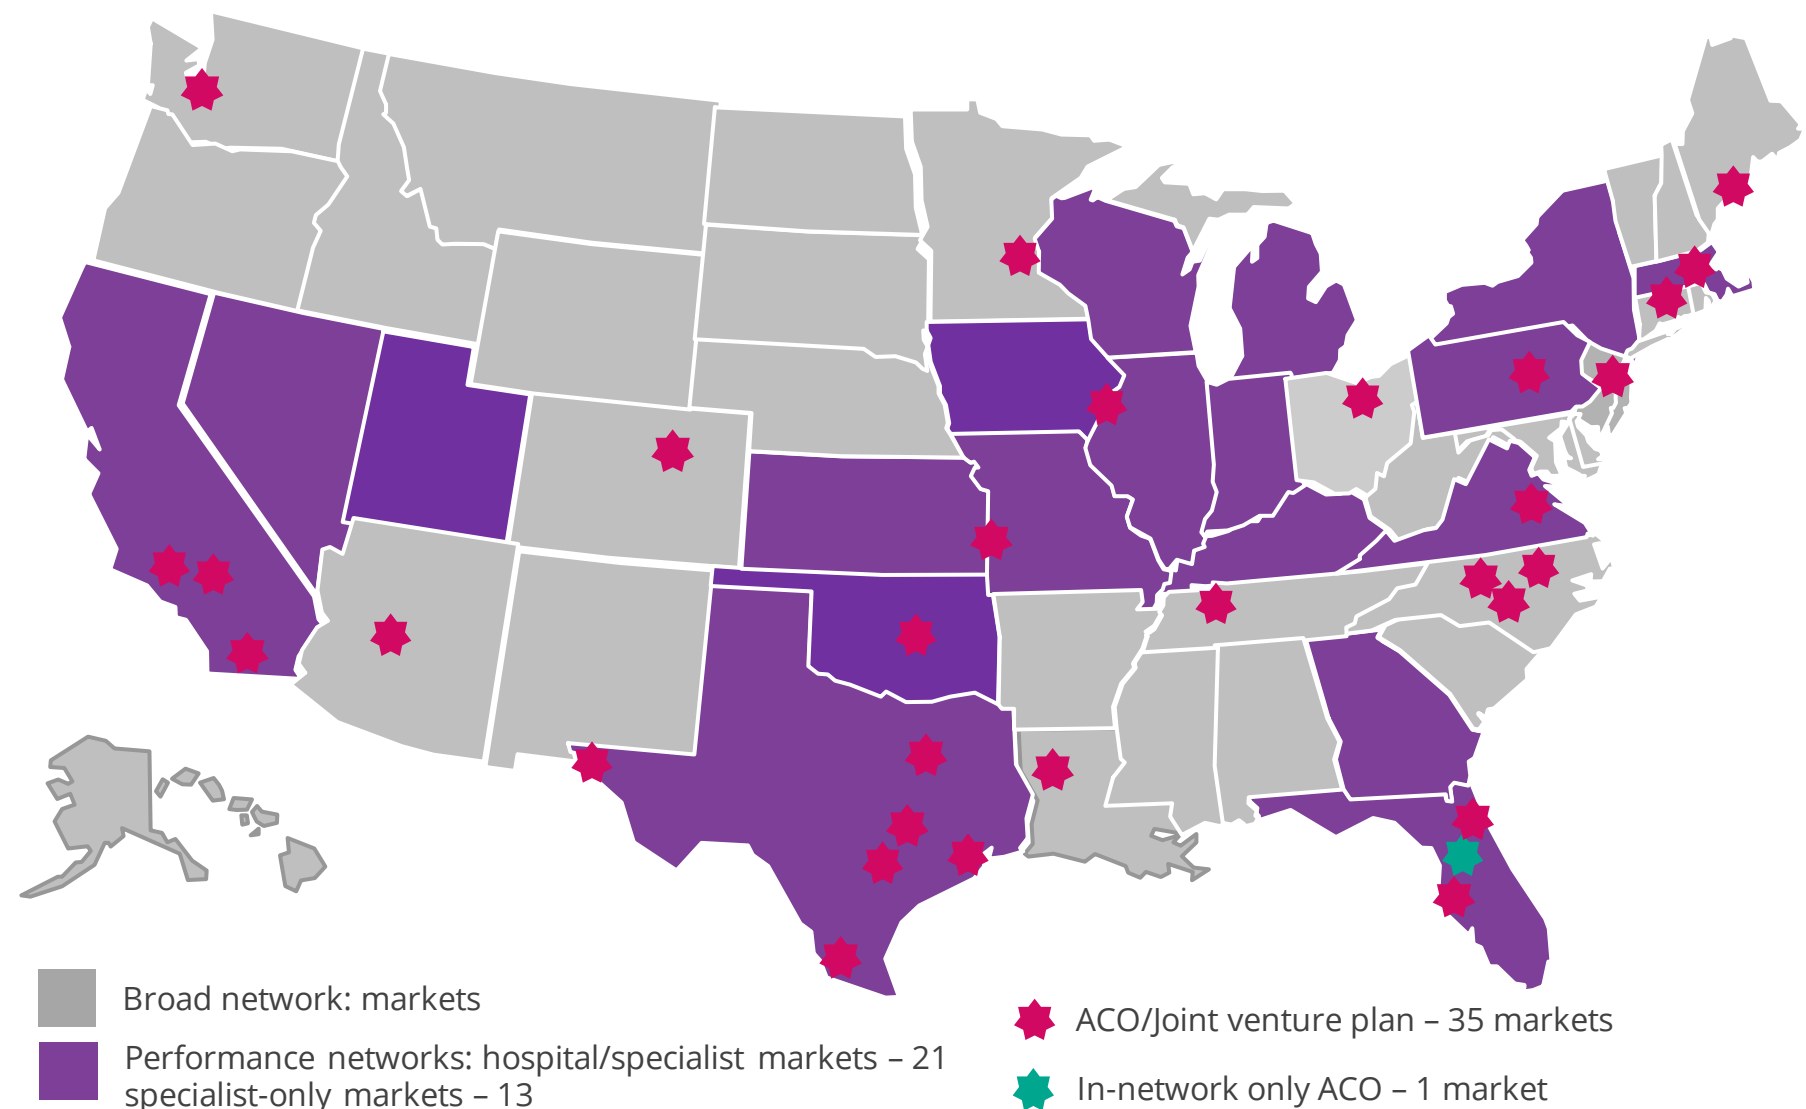 Broad network: markets
Performance networks: hospital/specialist markets – 21
specialist-only markets – 13
ACO/Joint venture plan – 35 markets
In-network only ACO – 1 market